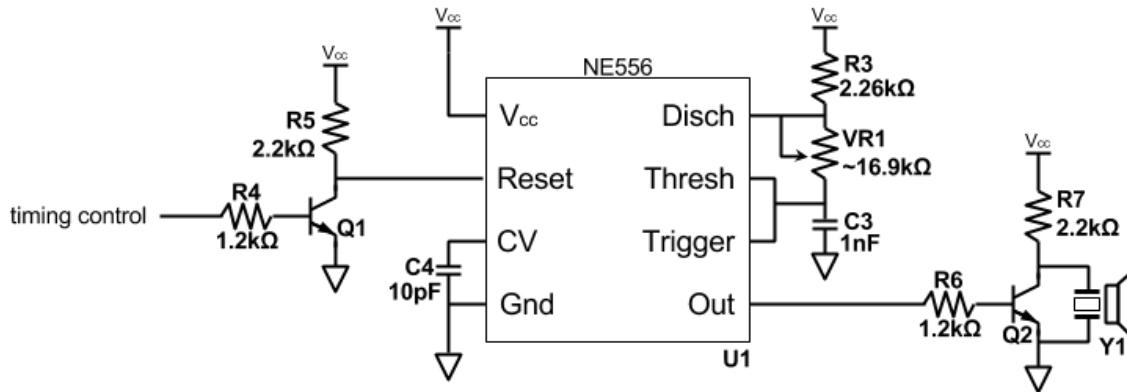 Vcc
Vcc
NE556
R3
2.26kΩ
Vcc
R5
2.2kΩ
Vcc
Disch
VR1
~16.9kΩ
Vcc
Reset
Thresh
R4
timing control
Q1
1.2kΩ
R7
2.2kΩ
CV
Trigger
C3
1nF
C4
10pF
Gnd
Out
R6
1.2kΩ
Q2
Y1
U1